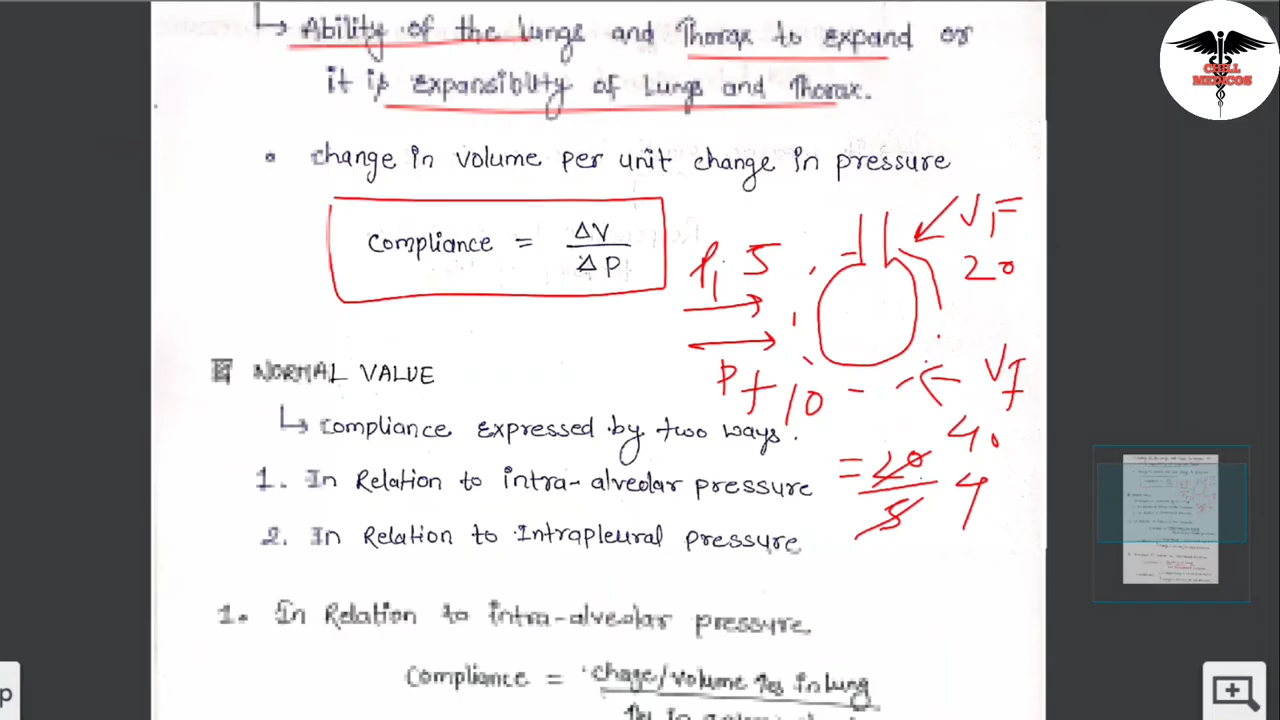 ↳ Ability of the Lungs and Thorax to expand or
it is expansibility of Lungs and Thorax.
CHILL
MEDICOS
• change in volume per unit change in pressure
Compliance = ΔV / ΔP
P1 5
20
Pf 10
Vf
40
NORMAL VALUE
↳ compliance expressed by two ways.
= 20 / 5 4
1. In Relation to intra-alveolar pressure
2. In Relation to Intrapleural pressure
1. In Relation to intra-alveolar pressure.
Compliance = in lung
p